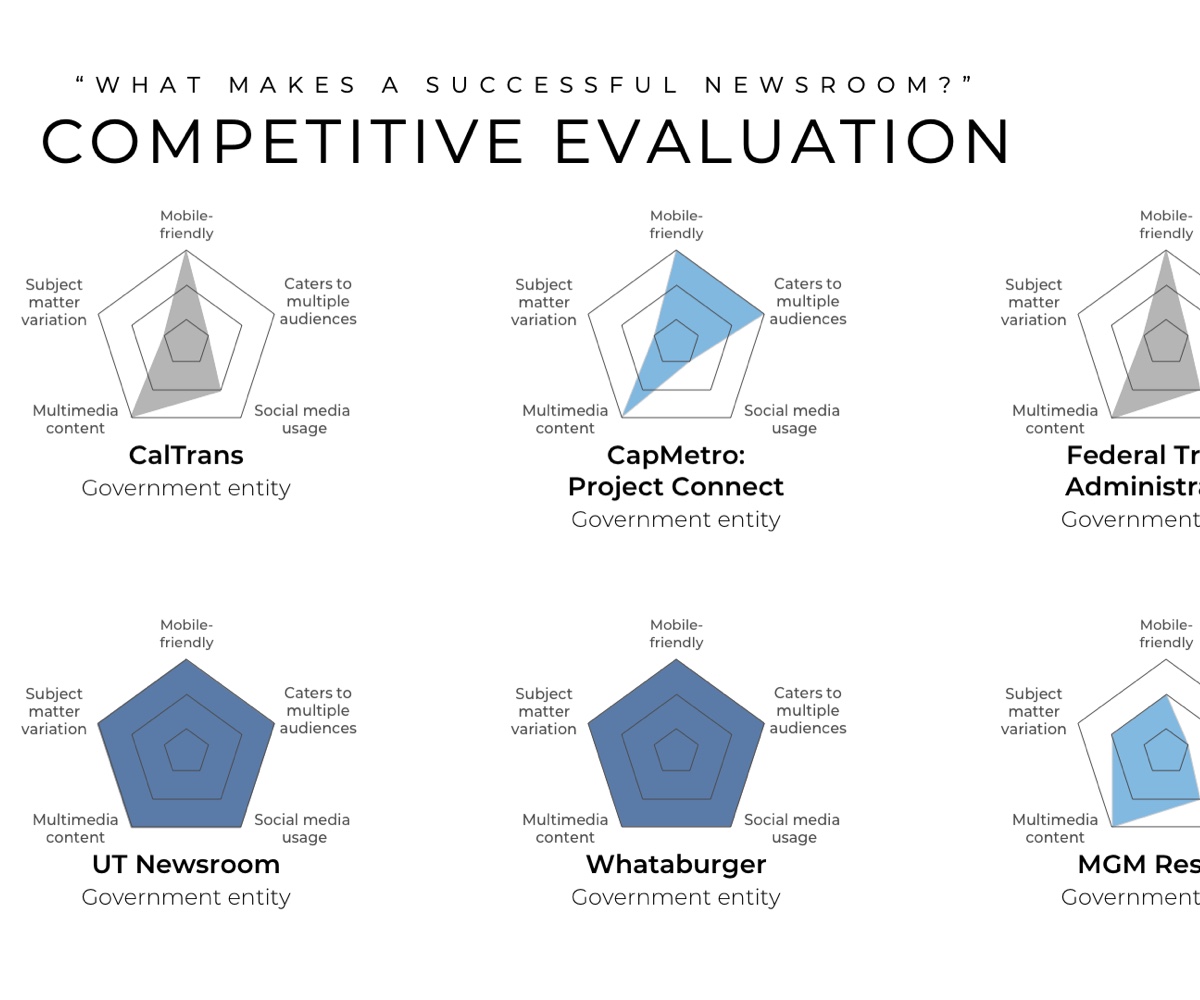 “WHAT MAKES A SUCCESSFUL NEWSROOM?”
COMPETITIVE EVALUATION
Mobile-
friendly
Subject
matter
variation
Caters to
multiple
audiences
Multimedia
content
Social media
usage
CalTrans
Government entity
Mobile-
friendly
Subject
matter
variation
Caters to
multiple
audiences
Multimedia
content
Social media
usage
CapMetro:
Project Connect
Government entity
Mobile-
friendly
Subject
matter
variation
Multimedia
content
Federal Tr
Administra
Government
Mobile-
friendly
Subject
matter
variation
Caters to
multiple
audiences
Multimedia
content
Social media
usage
UT Newsroom
Government entity
Mobile-
friendly
Subject
matter
variation
Caters to
multiple
audiences
Multimedia
content
Social media
usage
Whataburger
Government entity
Mobile-
friendly
Subject
matter
variation
Multimedia
content
MGM Res
Government